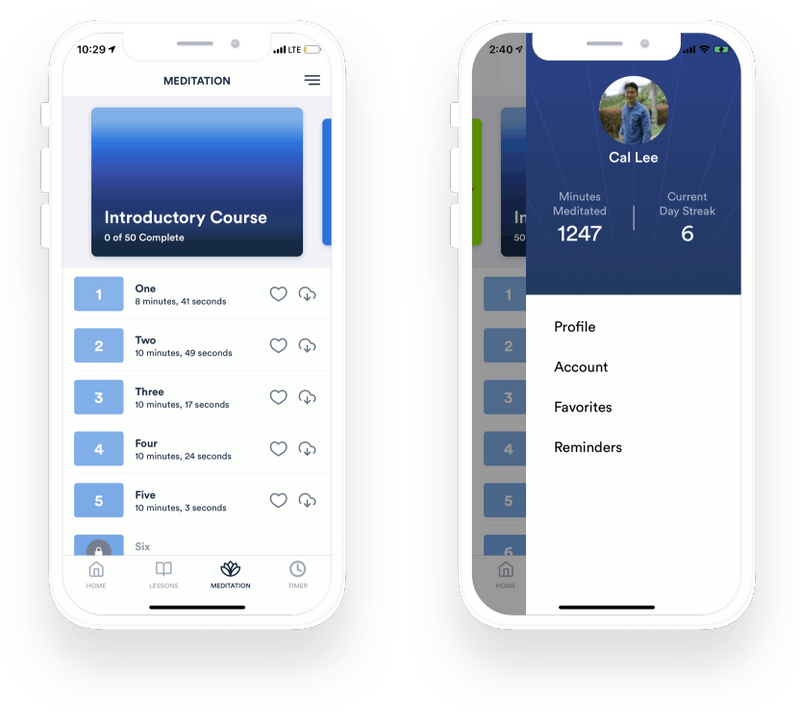 10:29
LTE
MEDITATION
Introductory Course
0 of 50 Complete
1
One
8 minutes, 41 seconds
2
Two
10 minutes, 49 seconds
3
Three
10 minutes, 17 seconds
4
Four
10 minutes, 24 seconds
5
Five
10 minutes, 3 seconds
Six
HOME
LESSONS
MEDITATION
TIMER
2:40
In
50
1
2
3
4
5
6
HOME
Cal Lee
Minutes
Meditated
1247
Current
Day Streak
6
Profile
Account
Favorites
Reminders